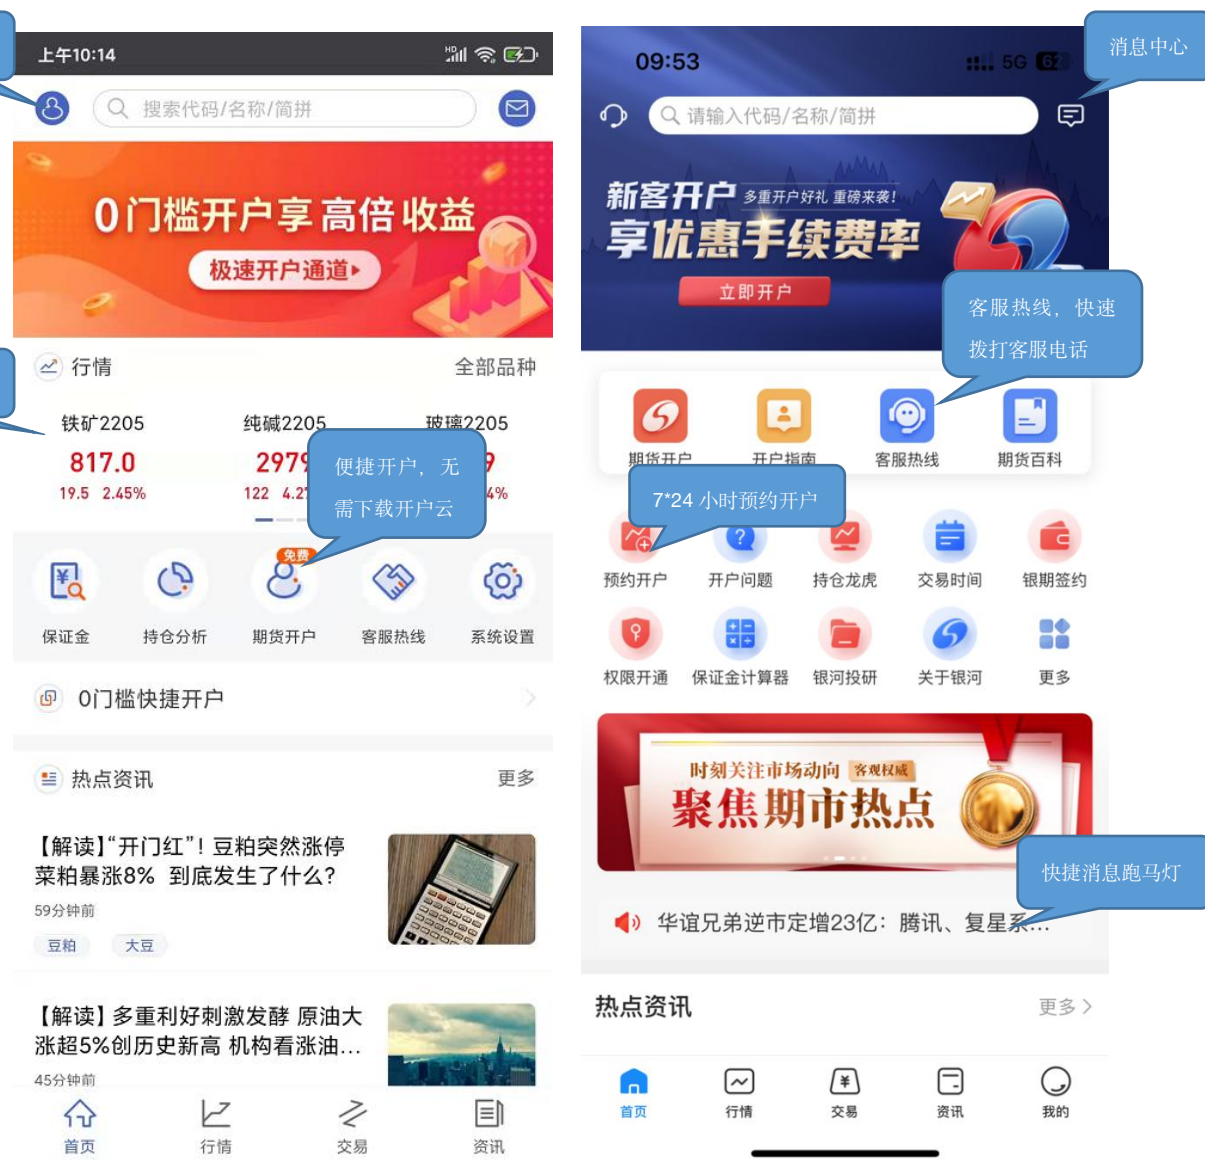 上午10:14
HD
搜索代码/名称/简拼
0门槛开户享高倍收益
极速开户通道
行情
全部品种
铁矿2205
纯碱2205
玻璃2205
817.0
2979
9
19.5 2.45%
122 4.2
4%
便捷开户，无
需下载开户云
免费
保证金
持仓分析
期货开户
客服热线
系统设置
0门槛快捷开户
热点资讯
更多
【解读】“开门红”！豆粕突然涨停
菜粕暴涨8% 到底发生了什么？
59分钟前
豆粕
大豆
【解读】多重利好刺激发酵 原油大
涨超5%创历史新高 机构看涨油...
45分钟前
首页
行情
交易
资讯
09:53
5G
62
消息中心
请输入代码/名称/简拼
新客开户 多重开户好礼 重磅来袭!
享优惠手续费率
立即开户
客服热线，快速
拨打客服电话
期货开户
开户指南
客服热线
期货百科
7*24 小时预约开户
预约开户
开户问题
持仓龙虎
交易时间
银期签约
权限开通
保证金计算器
银河投研
关于银河
更多
时刻关注市场动向 客观权威
聚焦期市热点
快捷消息跑马灯
华谊兄弟逆市定增23亿：腾讯、复星系...
热点资讯
更多
首页
行情
交易
资讯
我的